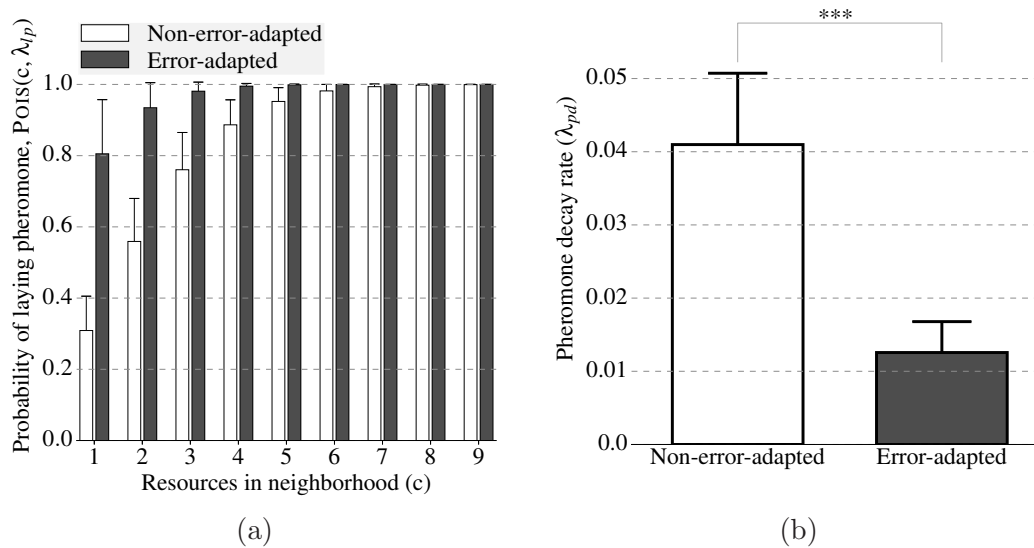 Non-error-adapted
Error-adapted
Probability of laying pheromone, POIS(c, λlp)
1.0
0.8
0.6
0.4
0.2
0.0
1 2 3 4 5 6 7 8 9
Resources in neighborhood (c)
(a)
***
Pheromone decay rate (λpd)
0.05
0.04
0.03
0.02
0.01
0.0
Non-error-adapted Error-adapted
(b)